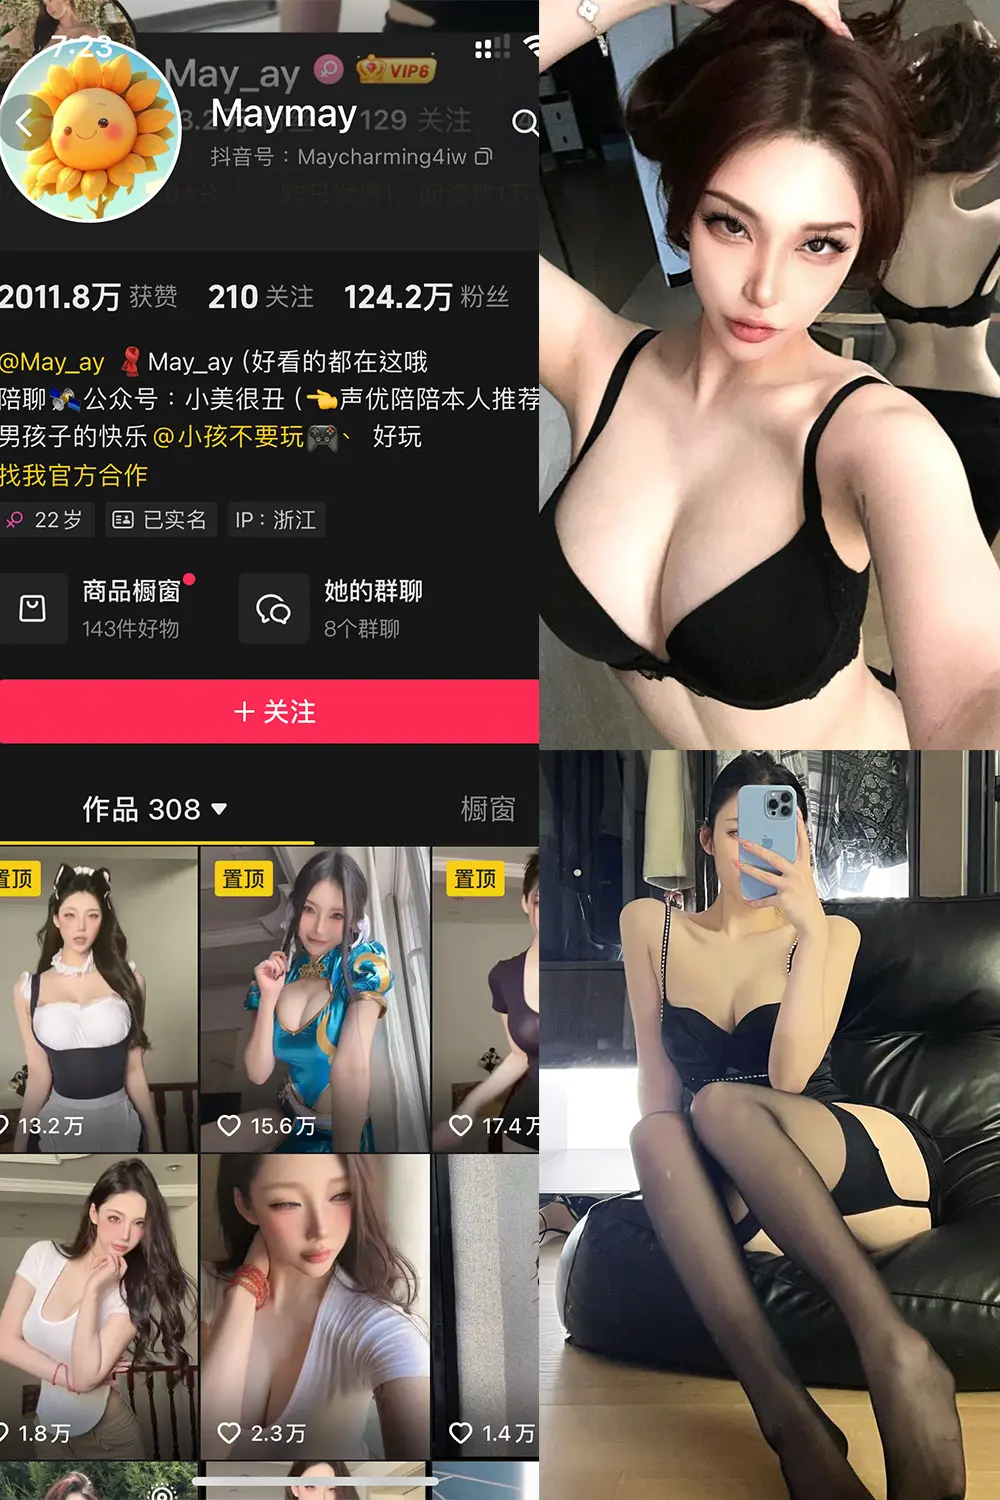 7:23
May_ay VIP6
Maymay
129 关注
抖音号：Maycharming4iw
2011.8万 获赞 210 关注 124.2万 粉丝
@May_ay May_ay (好看的都在这哦
陪聊 公众号：小美很丑 ( 声优陪陪本人推荐
男孩子的快乐 @小孩不要玩 、 好玩
找我官方合作
22岁 已实名 IP：浙江
商品橱窗 她的群聊
143件好物 8个群聊
+ 关注
作品 308 橱窗
置顶 置顶 置顶
13.2万 15.6万 17.4万
1.8万 2.3万 1.4万